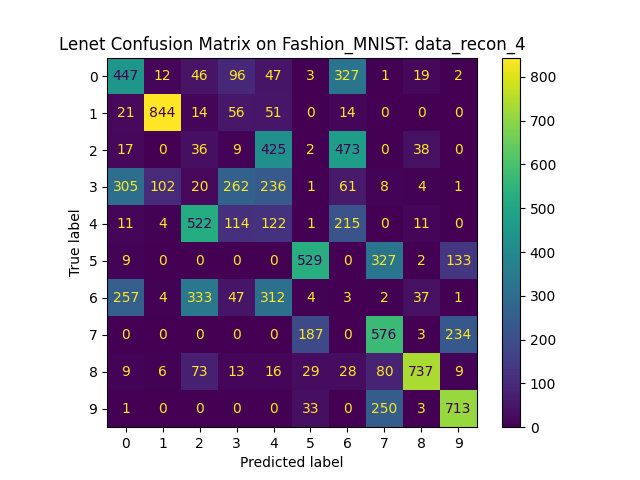 Lenet Confusion Matrix on Fashion_MNIST: data_recon_4
0 447 12 46 96 47 3 327 1 19 2
1 21 844 14 56 51 0 14 0 0 0
2 17 0 36 9 425 2 473 0 38 0
3 305 102 20 262 236 1 61 8 4 1
4 11 4 522 114 122 1 215 0 11 0
5 9 0 0 0 0 529 0 327 2 133
6 257 4 333 47 312 4 3 2 37 1
7 0 0 0 0 0 187 0 576 3 234
8 9 6 73 13 16 29 28 80 737 9
9 1 0 0 0 0 33 0 250 3 713
0 1 2 3 4 5 6 7 8 9
Predicted label
True label
800
700
600
500
400
300
200
100
0